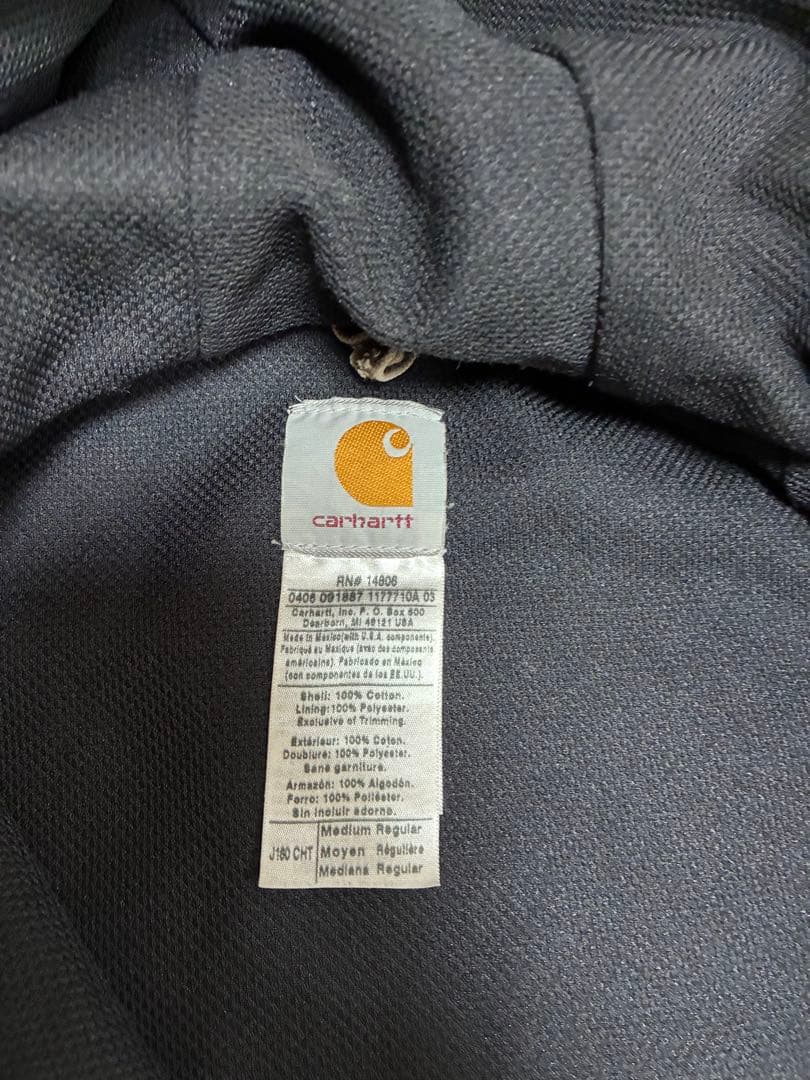 carhartt
RN# 14806
0406 091887 1177710A 03
Carhartt, Inc. P. O. Box 600
Dearborn, MI 48121 USA
Made in Mexico(with U.S.A. components).
Fabriqué au Mexique (avec des composants
américains). Fabricado en México
(con componentes de los EE.UU.).
Shell: 100% Cotton.
Lining:100% Polyester.
Exclusive of Trimming.
Extérieur: 100% Coton.
Doublure: 100% Polyester.
Sans garniture.
Armazón: 100% Algodón.
Forro: 100% Poliéster.
Sin incluir adorno.
J180 CHT
Medium Regular
Moyen Régulière
Mediana Regular